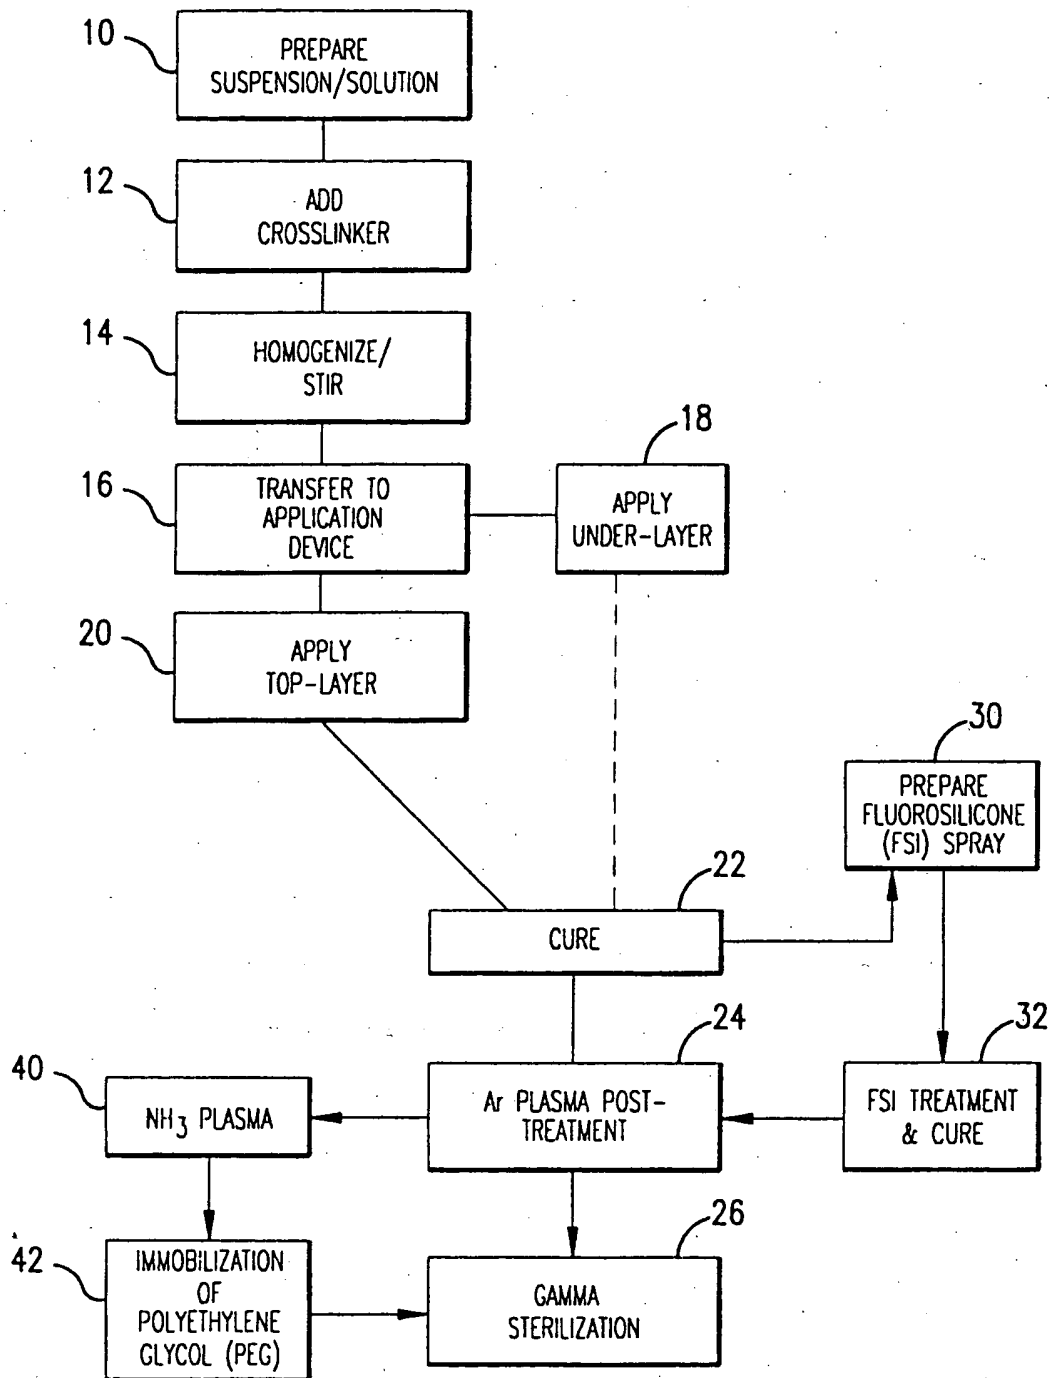 10
PREPARE
SUSPENSION/SOLUTION
12
ADD
CROSSLINKER
14
HOMOGENIZE/
STIR
16
TRANSFER TO
APPLICATION
DEVICE
18
APPLY
UNDER-LAYER
20
APPLY
TOP-LAYER
30
PREPARE
FLUOROSILICONE
(FSI) SPRAY
22
CURE
24
Ar PLASMA POST-
TREATMENT
32
FSI TREATMENT
& CURE
40
NH3 PLASMA
42
IMMOBILIZATION
OF
POLYETHYLENE
GLYCOL (PEG)
26
GAMMA
STERILIZATION